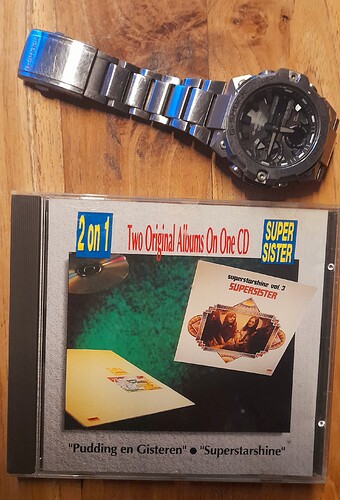 2 on 1
Two Original Albums On One CD
SUPER
SISTER
superstarshine vol. 3
SUPERSISTER
"Pudding en Gisteren" ● "Superstarshine"